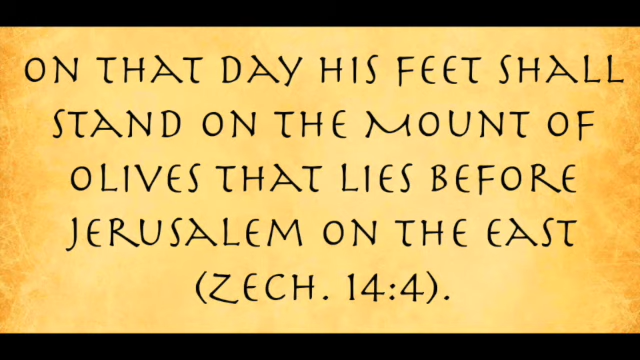 ON THAT DAY HIS FEET SHALL
STAND ON THE MOUNT OF
OLIVES THAT LIES BEFORE
JERUSALEM ON THE EAST
(ZECH. 14:4).